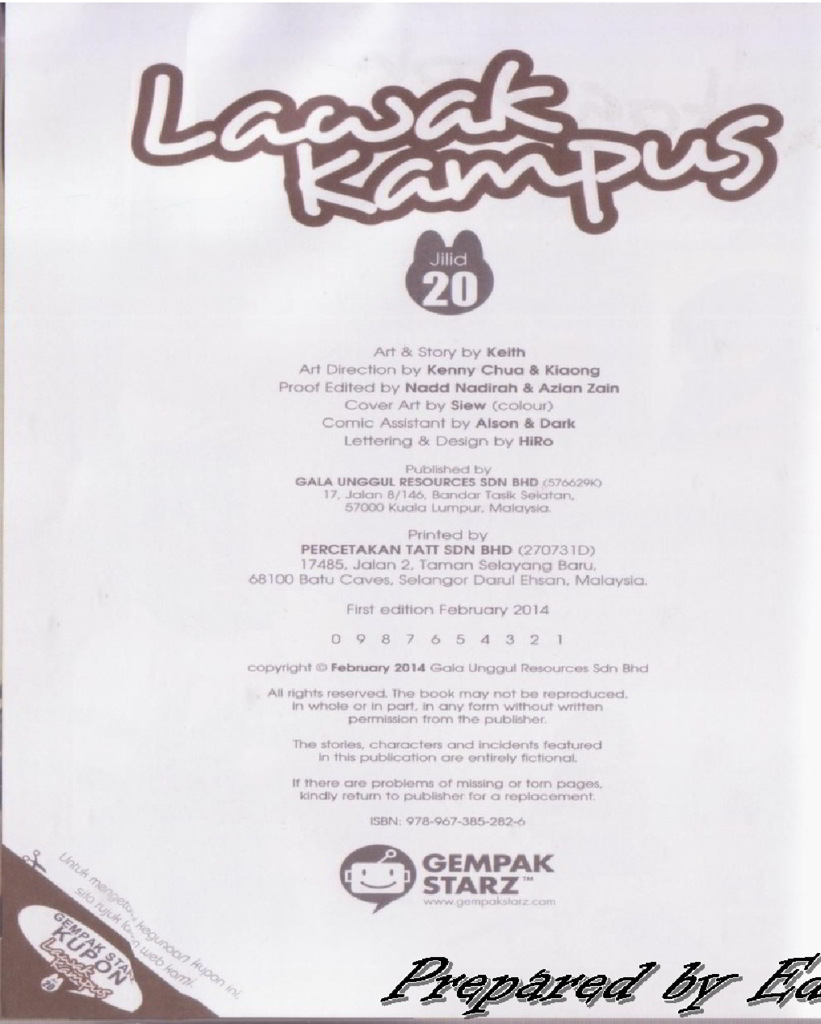 Lawak
Kampus
Jilid
20
Art & Story by Keith
Art Direction by Kenny Chua & Kiaong
Proof Edited by Nadd Nadirah & Azian Zain
Cover Art by Siew (colour)
Comic Assistant by Alson & Dark
Lettering & Design by HiRo
Published by
GALA UNGGUL RESOURCES SDN BHD (576629K)
17, Jalan 8/146, Bandar Tasik Selatan,
57000 Kuala Lumpur, Malaysia.
Printed by
PERCETAKAN TATT SDN BHD (270731D)
17485, Jalan 2, Taman Selayang Baru,
68100 Batu Caves, Selangor Darul Ehsan, Malaysia.
First edition February 2014
0 9 8 7 6 5 4 3 2 1
copyright © February 2014 Gala Unggul Resources Sdn Bhd
All rights reserved. The book may not be reproduced,
in whole or in part, in any form without written
permission from the publisher.
The stories, characters and incidents featured
in this publication are entirely fictional.
If there are problems of missing or torn pages,
kindly return to publisher for a replacement.
ISBN: 978-967-385-282-6
GEMPAK
STARZ™
www.gempakstarz.com
Untuk kegunaan kupon ini,
sila rujuk web kami.
GEMPAK STAR
KUPON
Lawak
Kampus
20
Prepared by Ed